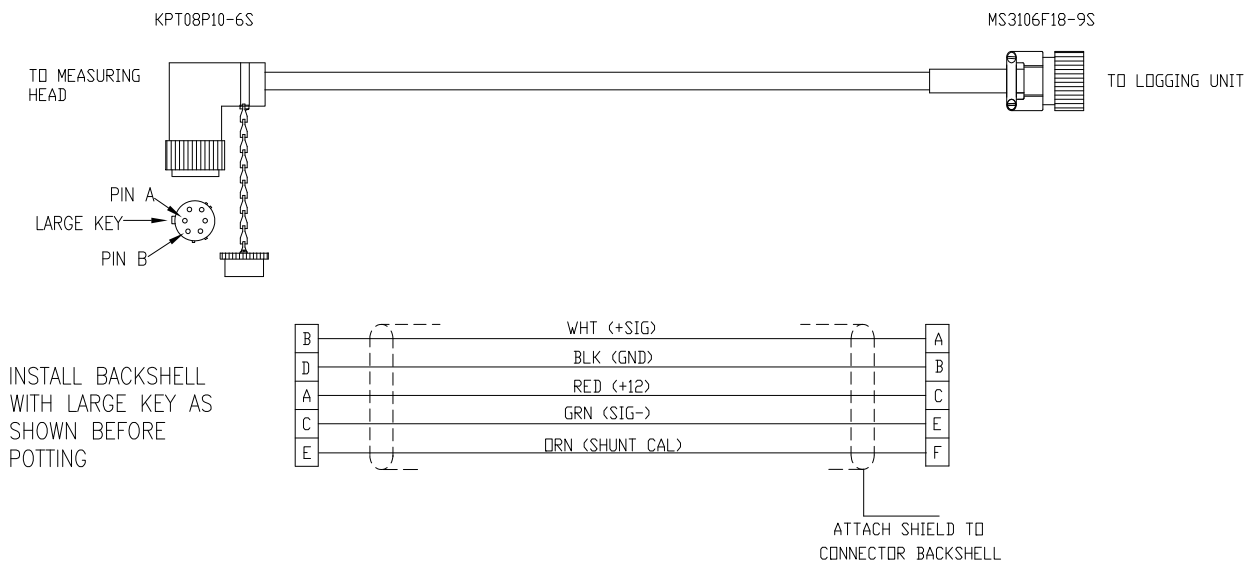 KPT08P10-6S
MS3106F18-9S
TO MEASURING
HEAD
TO LOGGING UNIT
PIN A
LARGE KEY
PIN B
INSTALL BACKSHELL
WITH LARGE KEY AS
SHOWN BEFORE
POTTING
B WHT (+SIG) A
D BLK (GND) B
A RED (+12) C
C GRN (SIG-) E
E ORN (SHUNT CAL) F
ATTACH SHIELD TO
CONNECTOR BACKSHELL